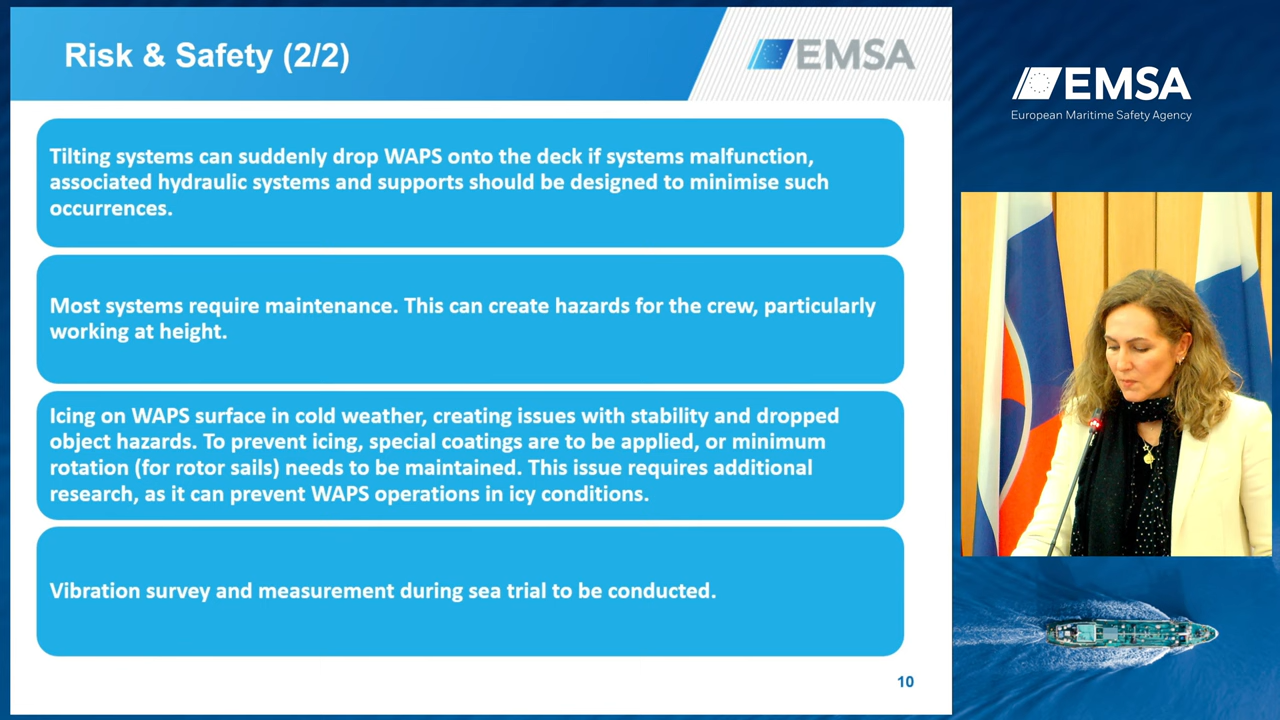 Risk & Safety (2/2)
EMSA
Tilting systems can suddenly drop WAPS onto the deck if systems malfunction,
associated hydraulic systems and supports should be designed to minimise such
occurrences.
Most systems require maintenance. This can create hazards for the crew, particularly
working at height.
Icing on WAPS surface in cold weather, creating issues with stability and dropped
object hazards. To prevent icing, special coatings are to be applied, or minimum
rotation (for rotor sails) needs to be maintained. This issue requires additional
research, as it can prevent WAPS operations in icy conditions.
Vibration survey and measurement during sea trial to be conducted.
10
EMSA
European Maritime Safety Agency